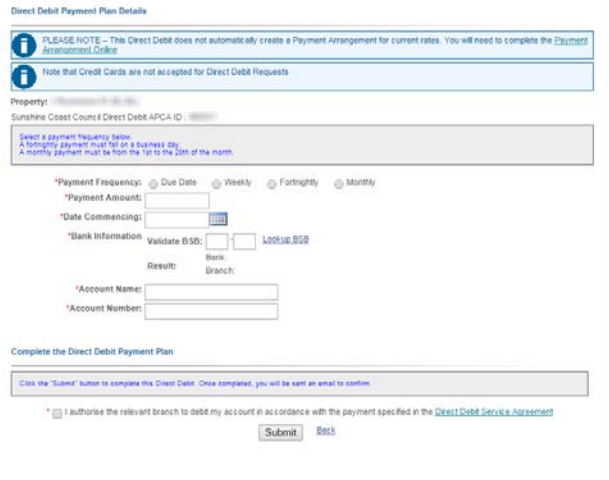 Direct Debit Payment Plan Details
PLEASE NOTE – This Direct Debit does not automatically create a Payment Arrangement for current rates. You will need to complete the Payment
Arrangement Online
Note that Credit Cards are not accepted for Direct Debit Requests
Property:
Sunshine Coast Council Direct Debit APCA ID :
Select a payment frequency below.
A fortnightly payment must fall on a business day.
A monthly payment must be from the 1st to the 28th of the month.
*Payment Frequency: Due Date Weekly Fortnightly Monthly
*Payment Amount:
*Date Commencing:
*Bank Information Validate BSB: - Lookup BSB
Bank:
Result: Branch:
*Account Name:
*Account Number:
Complete the Direct Debit Payment Plan
Click the "Submit" button to complete this Direct Debit. Once completed, you will be sent an email to confirm.
* I authorise the relevant branch to debit my account in accordance with the payment specified in the Direct Debit Service Agreement
Submit Back